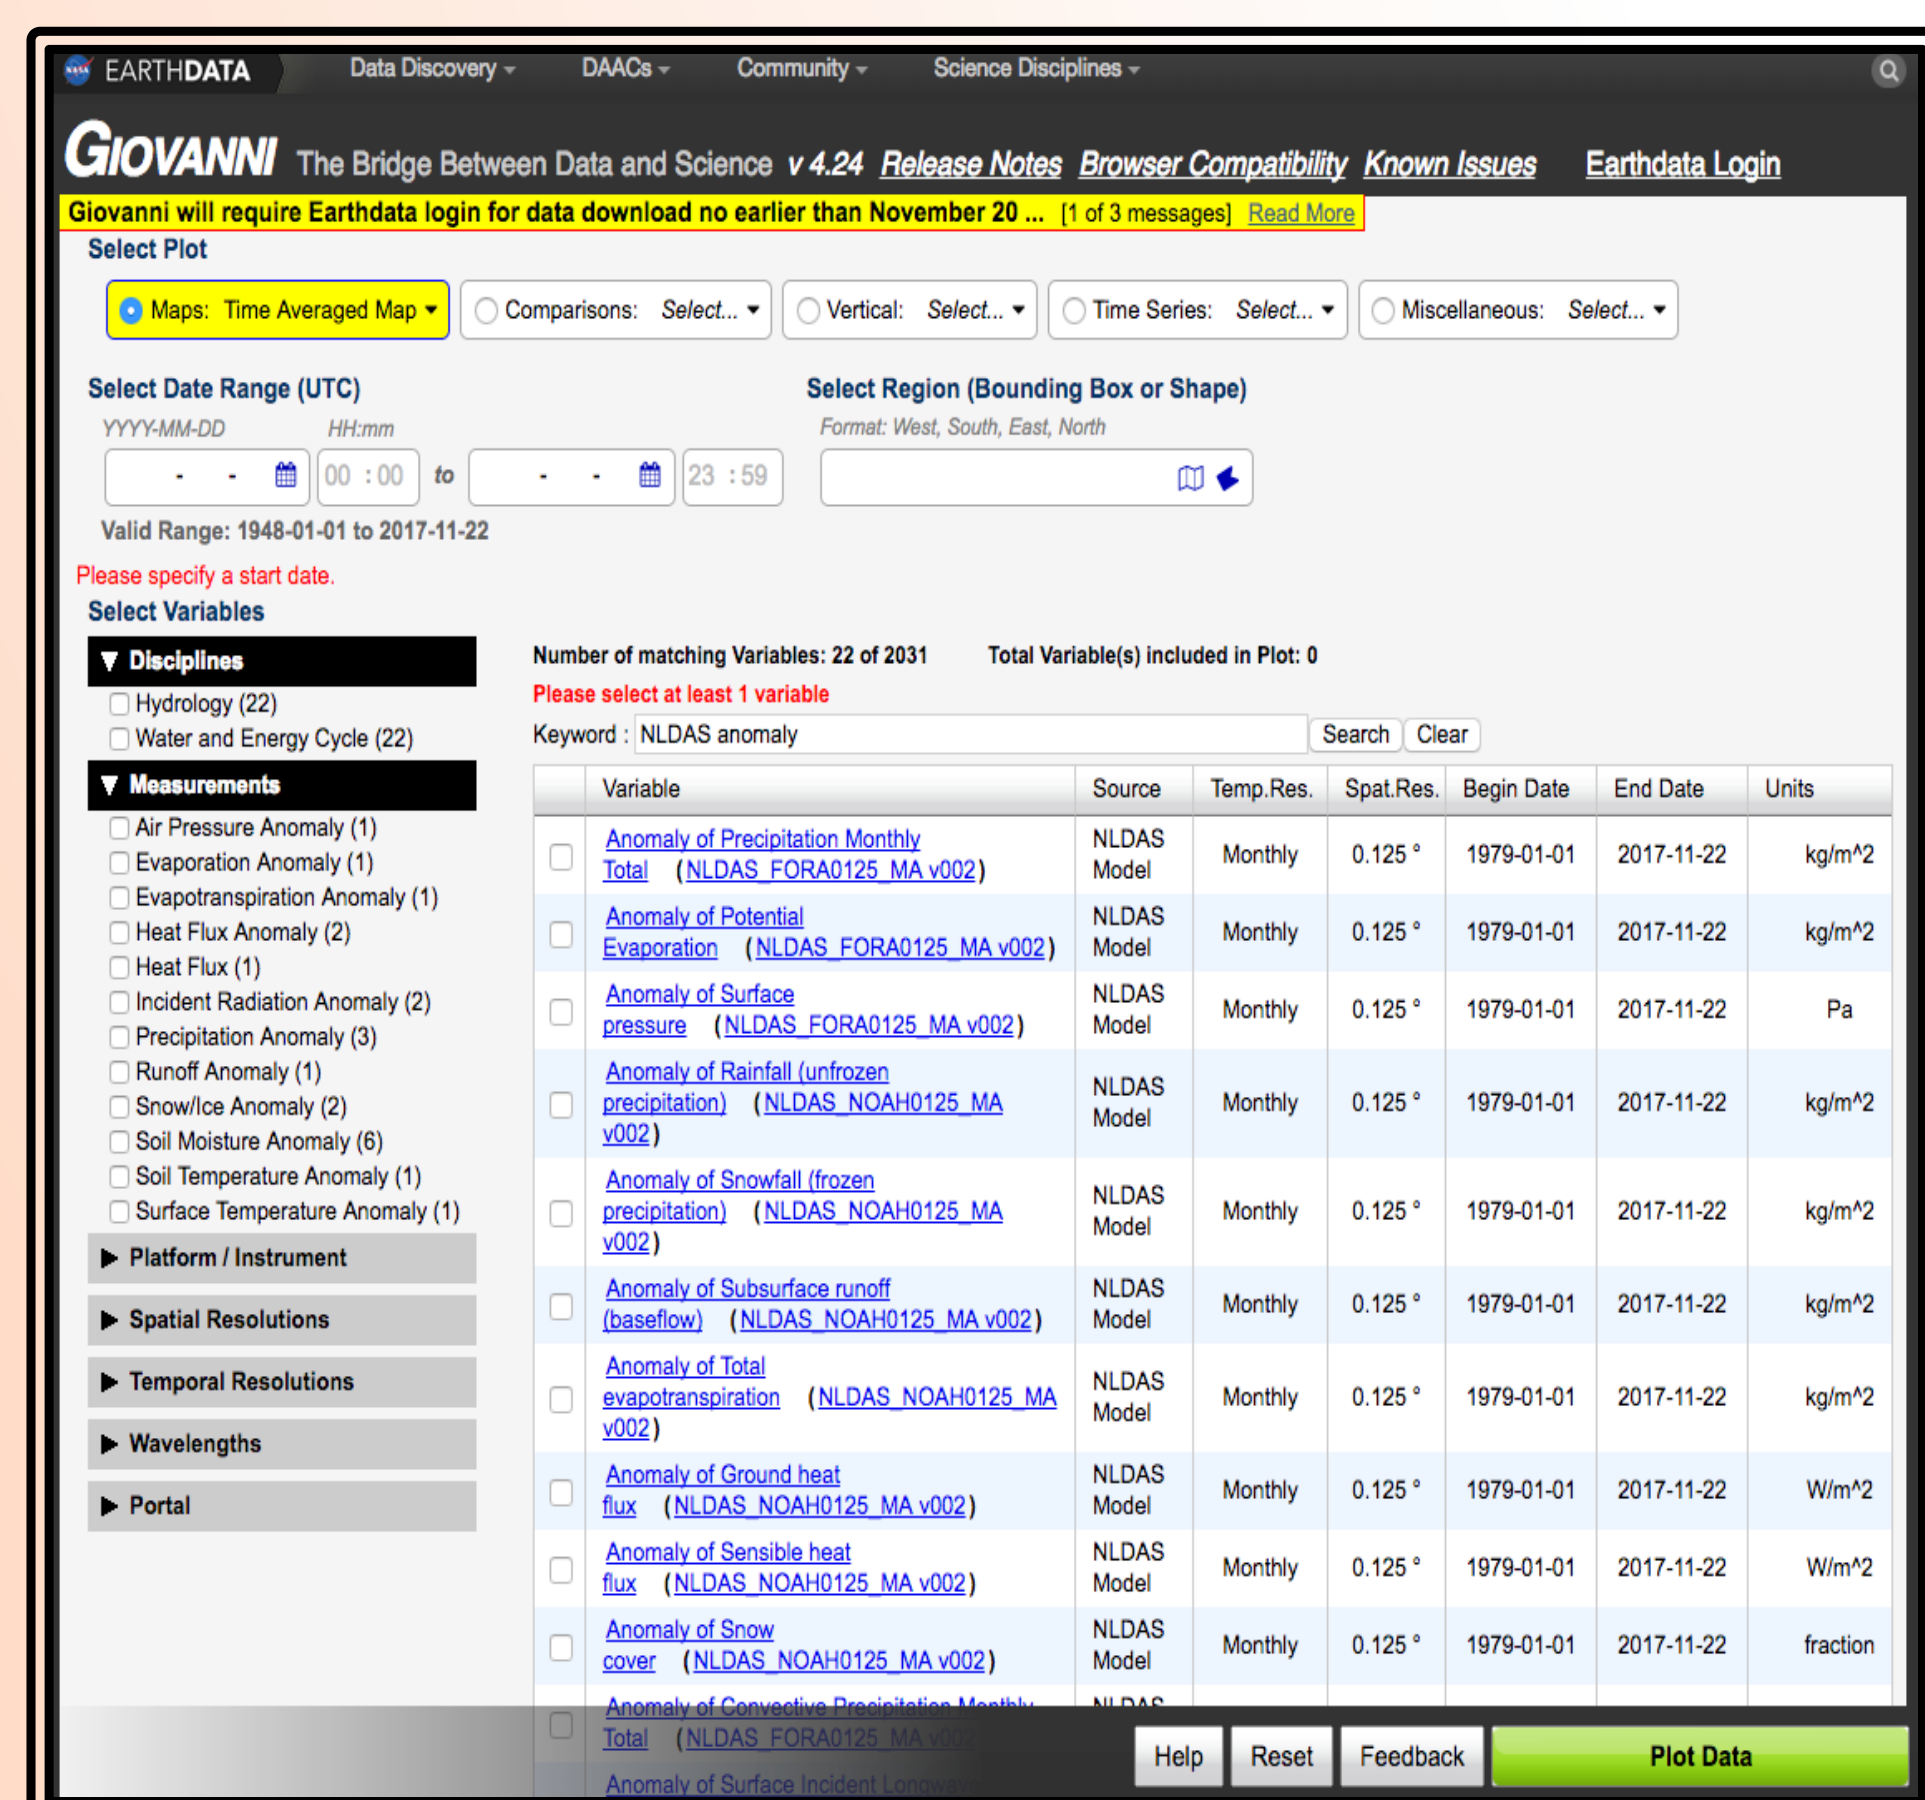 EARTHDATA Data Discovery DAACs Community Science Disciplines
GIOVANNI The Bridge Between Data and Science v 4.24 Release Notes Browser Compatibility Known Issues Earthdata Login
Giovanni will require Earthdata login for data download no earlier than November 20 ... [1 of 3 messages] Read More
Select Plot
Maps: Time Averaged Map Comparisons: Select... Vertical: Select... Time Series: Select... Miscellaneous: Select...
Select Date Range (UTC) Select Region (Bounding Box or Shape)
YYYY-MM-DD HH:mm Format: West, South, East, North
- - 00 : 00 to - - 23 : 59
Valid Range: 1948-01-01 to 2017-11-22
Please specify a start date.
Select Variables
Disciplines
Hydrology (22)
Water and Energy Cycle (22)
Measurements
Air Pressure Anomaly (1)
Evaporation Anomaly (1)
Evapotranspiration Anomaly (1)
Heat Flux Anomaly (2)
Heat Flux (1)
Incident Radiation Anomaly (2)
Precipitation Anomaly (3)
Runoff Anomaly (1)
Snow/Ice Anomaly (2)
Soil Moisture Anomaly (6)
Soil Temperature Anomaly (1)
Surface Temperature Anomaly (1)
Platform / Instrument
Spatial Resolutions
Temporal Resolutions
Wavelengths
Portal
Number of matching Variables: 22 of 2031 Total Variable(s) included in Plot: 0
Please select at least 1 variable
Keyword : NLDAS anomaly Search Clear
Variable Source Temp.Res. Spat.Res. Begin Date End Date Units
Anomaly of Precipitation Monthly Total (NLDAS_FORA0125_MA v002) NLDAS Model Monthly 0.125 ° 1979-01-01 2017-11-22 kg/m^2
Anomaly of Potential Evaporation (NLDAS_FORA0125_MA v002) NLDAS Model Monthly 0.125 ° 1979-01-01 2017-11-22 kg/m^2
Anomaly of Surface pressure (NLDAS_FORA0125_MA v002) NLDAS Model Monthly 0.125 ° 1979-01-01 2017-11-22 Pa
Anomaly of Rainfall (unfrozen precipitation) (NLDAS_NOAH0125_MA v002) NLDAS Model Monthly 0.125 ° 1979-01-01 2017-11-22 kg/m^2
Anomaly of Snowfall (frozen precipitation) (NLDAS_NOAH0125_MA v002) NLDAS Model Monthly 0.125 ° 1979-01-01 2017-11-22 kg/m^2
Anomaly of Subsurface runoff (baseflow) (NLDAS_NOAH0125_MA v002) NLDAS Model Monthly 0.125 ° 1979-01-01 2017-11-22 kg/m^2
Anomaly of Total evapotranspiration (NLDAS_NOAH0125_MA v002) NLDAS Model Monthly 0.125 ° 1979-01-01 2017-11-22 kg/m^2
Anomaly of Ground heat flux (NLDAS_NOAH0125_MA v002) NLDAS Model Monthly 0.125 ° 1979-01-01 2017-11-22 W/m^2
Anomaly of Sensible heat flux (NLDAS_NOAH0125_MA v002) NLDAS Model Monthly 0.125 ° 1979-01-01 2017-11-22 W/m^2
Anomaly of Snow cover (NLDAS_NOAH0125_MA v002) NLDAS Model Monthly 0.125 ° 1979-01-01 2017-11-22 fraction
Anomaly of Convective Precipitation Monthly Total (NLDAS_FORA0125_MA v002 NLDAS
Anomaly of Surface Incident
Help Reset Feedback Plot Data